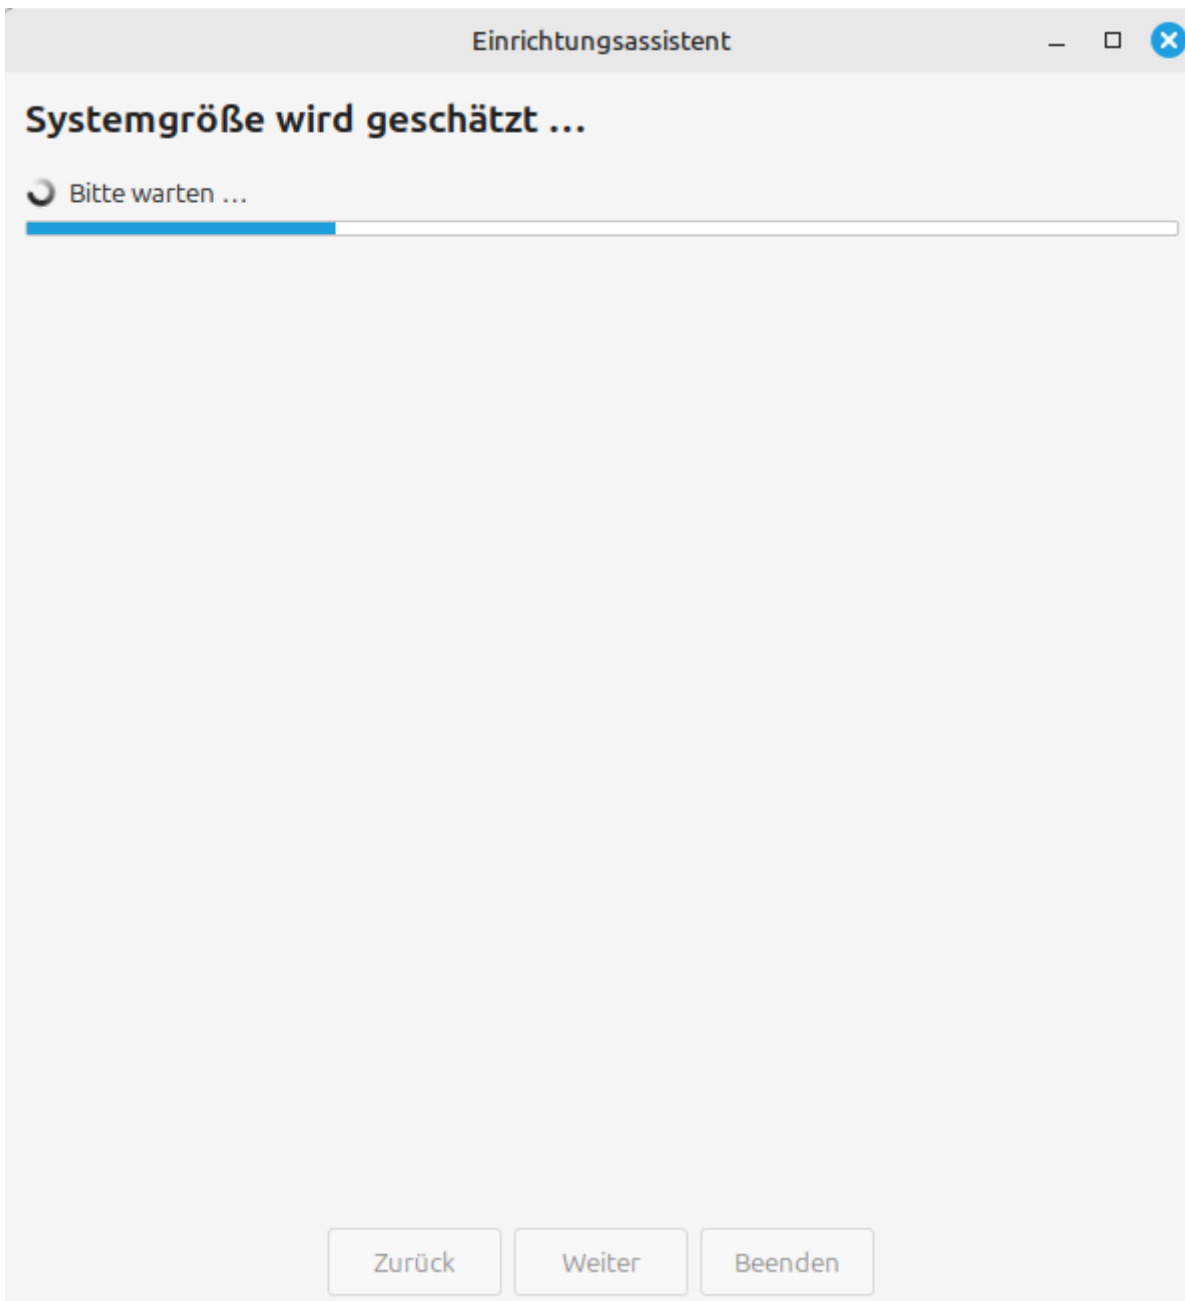 Einrichtungsassistent
Systemgröße wird geschätzt …
Bitte warten …
Zurück Weiter Beenden